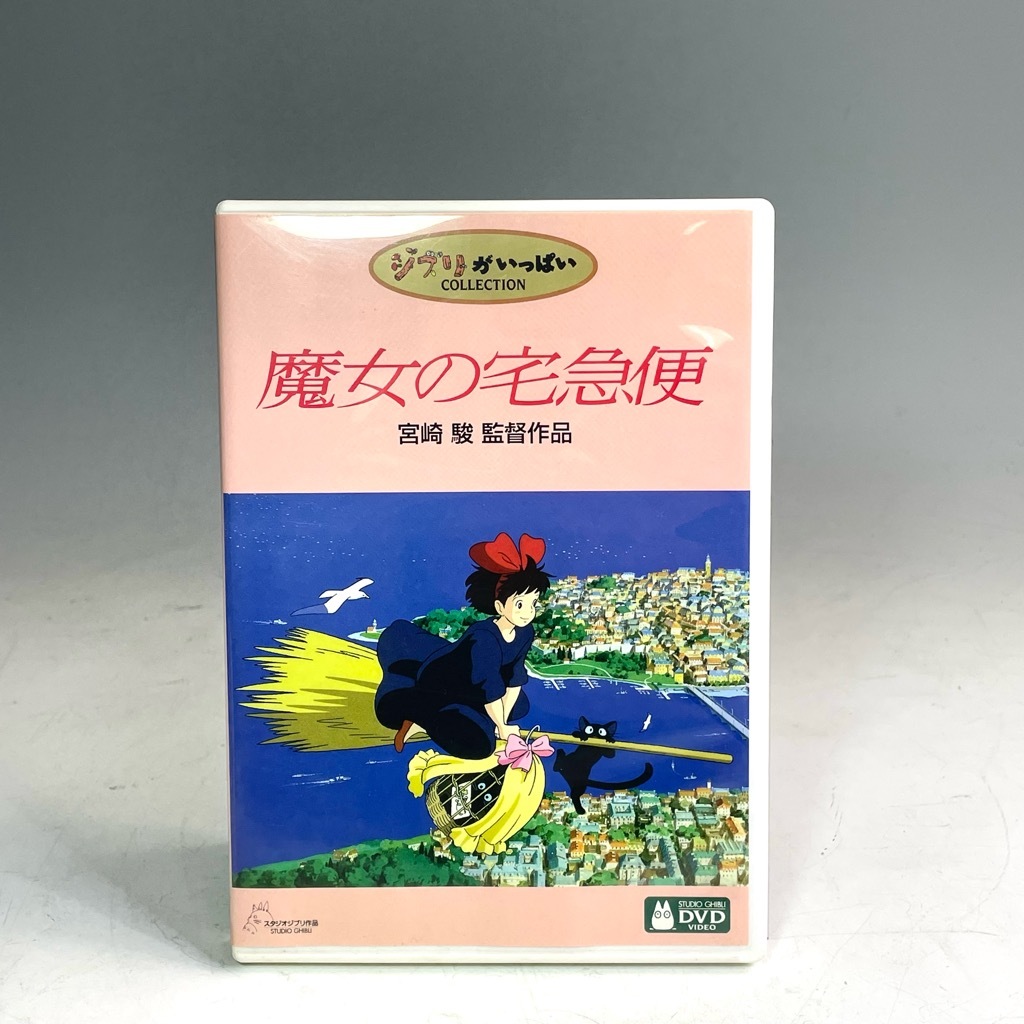 ジブリがいっぱい
COLLECTION
魔女の宅急便
宮崎 駿 監督作品
スタジオジブリ作品
STUDIO GHIBLI
STUDIO GHIBLI
DVD
VIDEO